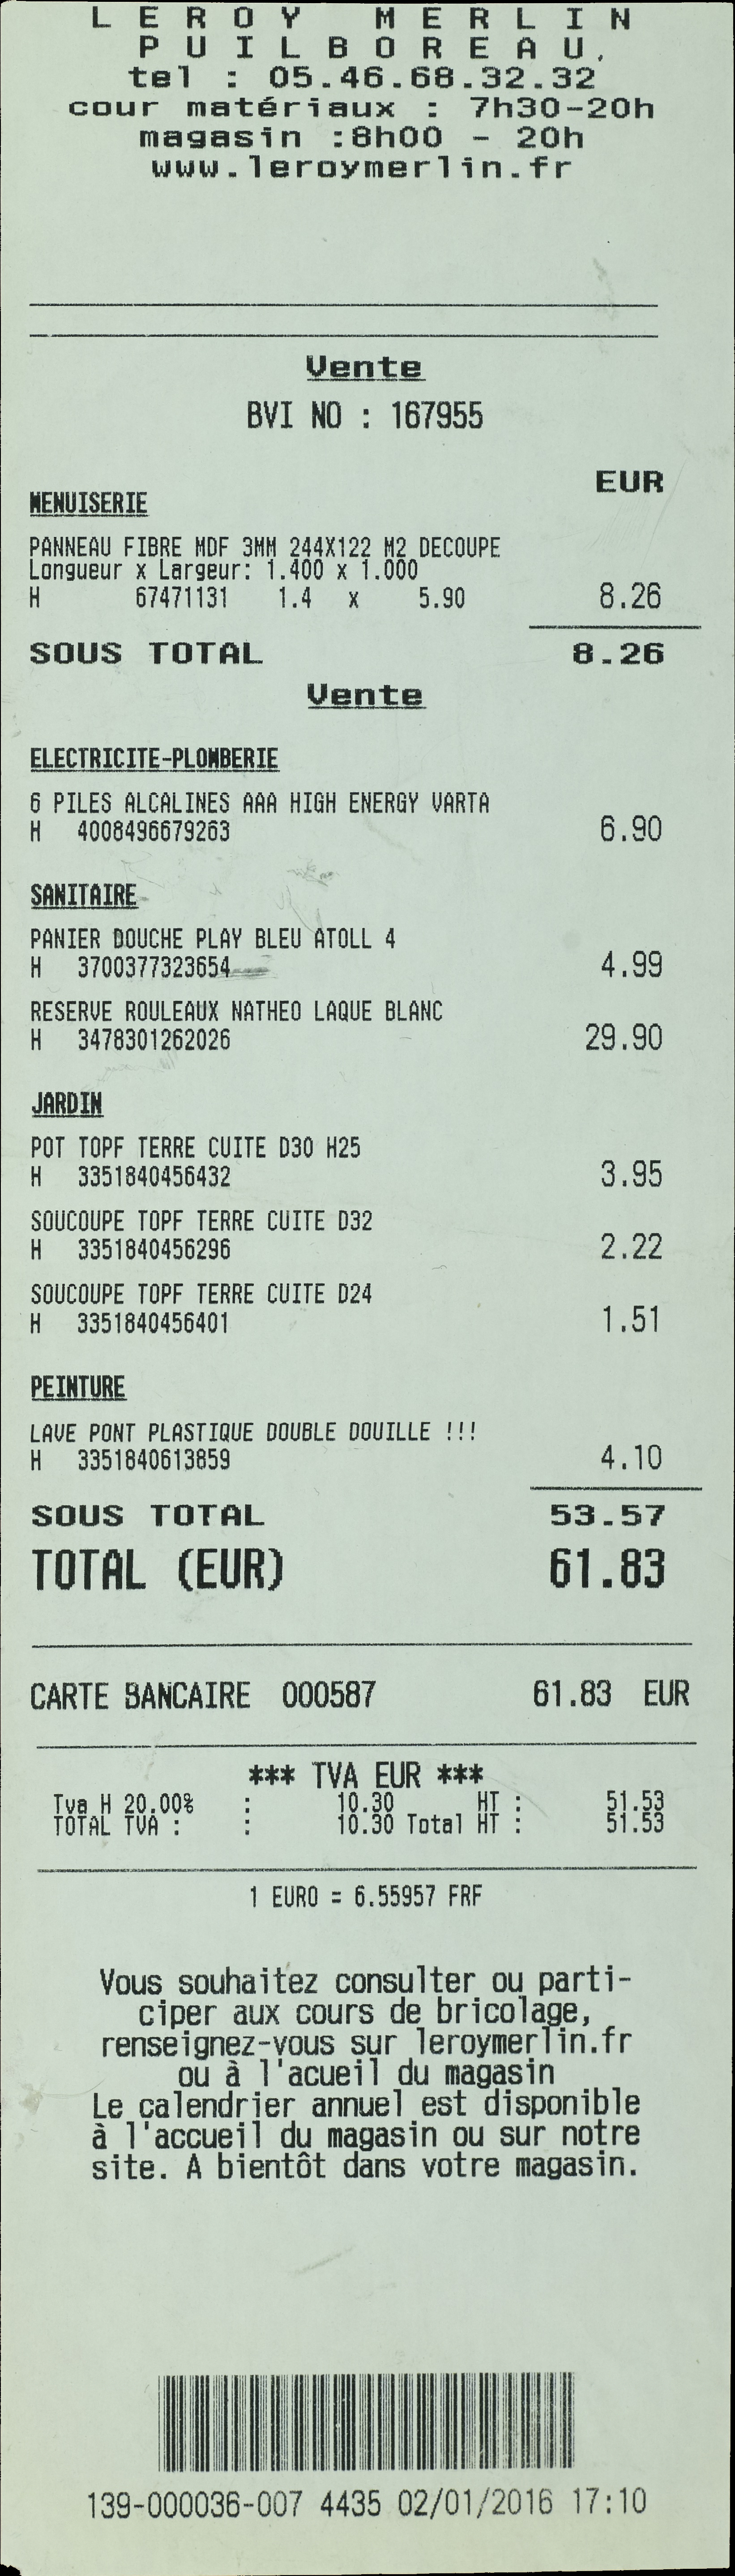 LEROY MERLIN
PUILBOREAU,
tel : 05.46.68.32.32
cour matériaux : 7h30-20h
magasin :8h00 - 20h
www.leroymerlin.fr
Vente
BVI NO : 167955
EUR
MENUISERIE
PANNEAU FIBRE MDF 3MM 244X122 M2 DECOUPE
Longueur x Largeur: 1.400 x 1.000
H 67471131 1.4 x 5.90 8.26
SOUS TOTAL 8.26
Vente
ELECTRICITE-PLOMBERIE
6 PILES ALCALINES AAA HIGH ENERGY VARTA
H 4008496679263 6.90
SANITAIRE
PANIER DOUCHE PLAY BLEU ATOLL 4
H 3700377323654 4.99
RESERVE ROULEAUX NATHEO LAQUE BLANC
H 3478301262026 29.90
JARDIN
POT TOPF TERRE CUITE D30 H25
H 3351840456432 3.95
SOUCOUPE TOPF TERRE CUITE D32
H 3351840456296 2.22
SOUCOUPE TOPF TERRE CUITE D24
H 3351840456401 1.51
PEINTURE
LAVE PONT PLASTIQUE DOUBLE DOUILLE !!!
H 3351840613859 4.10
SOUS TOTAL 53.57
TOTAL (EUR) 61.83
CARTE BANCAIRE 000587 61.83 EUR
*** TVA EUR ***
Tva H 20.00% : 10.30 HT : 51.53
TOTAL TVA : : 10.30 Total HT : 51.53
1 EURO = 6.55957 FRF
Vous souhaitez consulter ou parti-
ciper aux cours de bricolage,
renseignez-vous sur leroymerlin.fr
ou à l'acueil du magasin
Le calendrier annuel est disponible
à l'accueil du magasin ou sur notre
site. A bientôt dans votre magasin.
139-000036-007 4435 02/01/2016 17:10